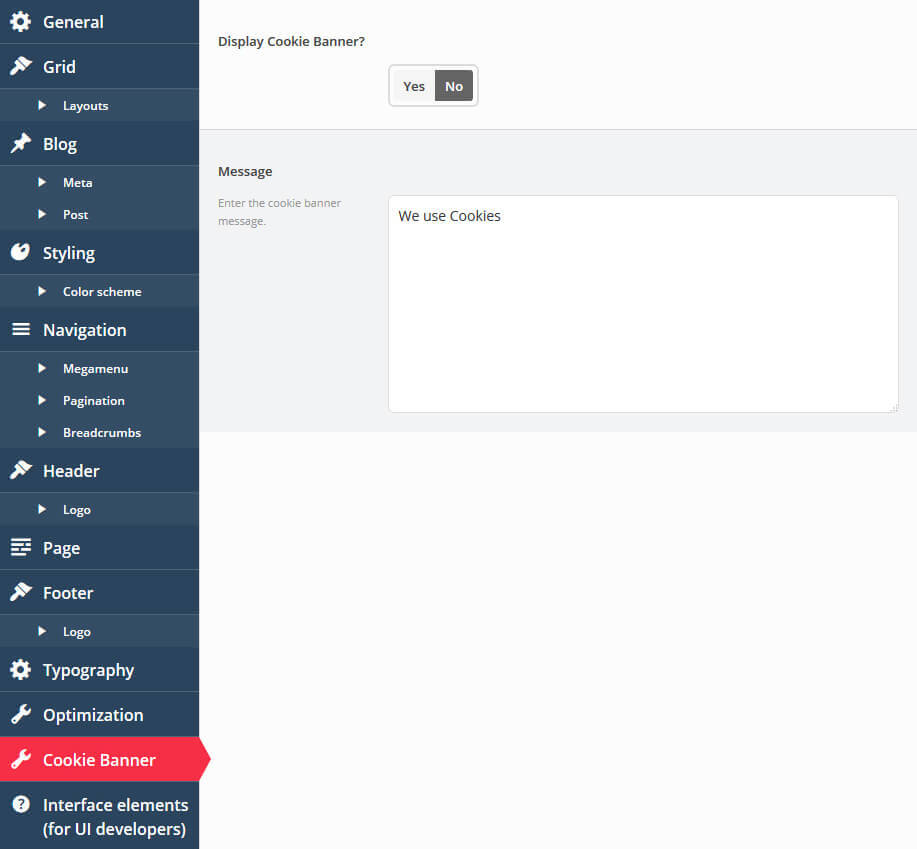 General
Grid
Layouts
Blog
Meta
Post
Styling
Color scheme
Navigation
Megamenu
Pagination
Breadcrumbs
Header
Logo
Page
Footer
Logo
Typography
Optimization
Cookie Banner
Interface elements
(for UI developers)
Display Cookie Banner?
Yes No
Message
Enter the cookie banner
message.
We use Cookies